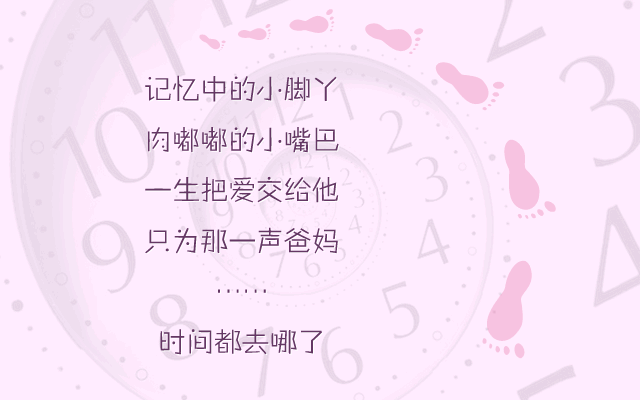 记忆中的小脚丫
肉嘟嘟的小嘴巴
一生把爱交给他
只为那一声爸妈
……
时间都去哪了